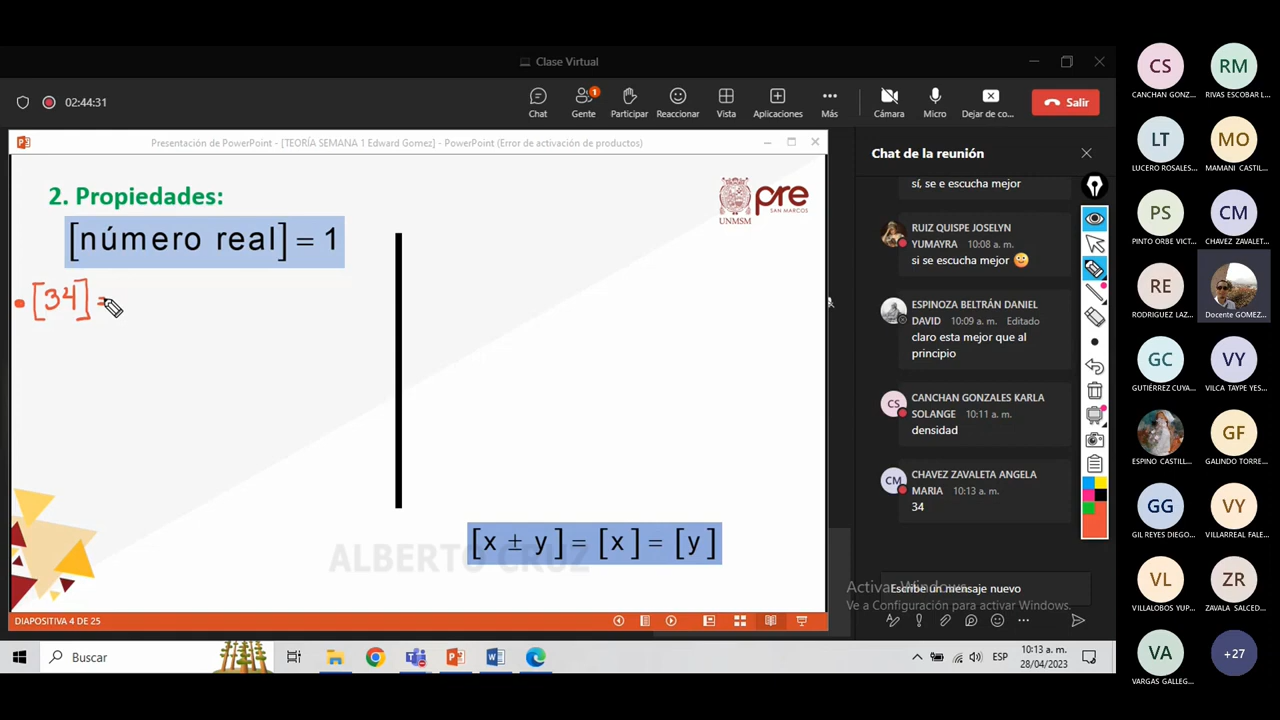 Clase Virtual
02:44:31
1
Chat
Gente
Participar
Reaccionar
Vista
Aplicaciones
Más
Cámara
Micro
Dejar de co...
Salir
Presentación de PowerPoint - [TEORÍA SEMANA 1 Edward Gomez] - PowerPoint (Error de activación de productos)
2. Propiedades:
UNMSM
pre
SAN MARCOS
[número real] = 1
• [34] =
[x ± y] = [x] = [y]
ALBERTO CRUZ
DIAPOSITIVA 4 DE 25
Chat de la reunión
sí, se e escucha mejor
RUIZ QUISPE JOSELYN
YUMAYRA 10:08 a. m.
si se escucha mejor
ESPINOZA BELTRÁN DANIEL
DAVID 10:09 a. m. Editado
claro esta mejor que al
principio
CS
CANCHAN GONZALES KARLA
SOLANGE 10:11 a. m.
densidad
CM
CHAVEZ ZAVALETA ANGELA
MARIA 10:13 a. m.
34
Escribe un mensaje nuevo
Activar Windows
Ve a Configuración para activar Windows.
CS
CANCHAN GONZ...
RM
RIVAS ESCOBAR L...
LT
LUCERO ROSALES...
MO
MAMANI CASTIL...
PS
PINTO ORBE VICT...
CM
CHAVEZ ZAVALET...
RE
RODRIGUEZ LAZ...
Docente GOMEZ...
GC
GUTIÉRREZ CUYA...
VY
VILCA TAYPE YES...
ESPINO CASTILL...
GF
GALINDO TORRE...
GG
GIL REYES DIEGO...
VY
VILLARREAL FALE...
VL
VILLALOBOS YUP...
ZR
ZAVALA SALCED...
VA
VARGAS GALLEG...
+27
Buscar
ESP
10:13 a. m.
28/04/2023